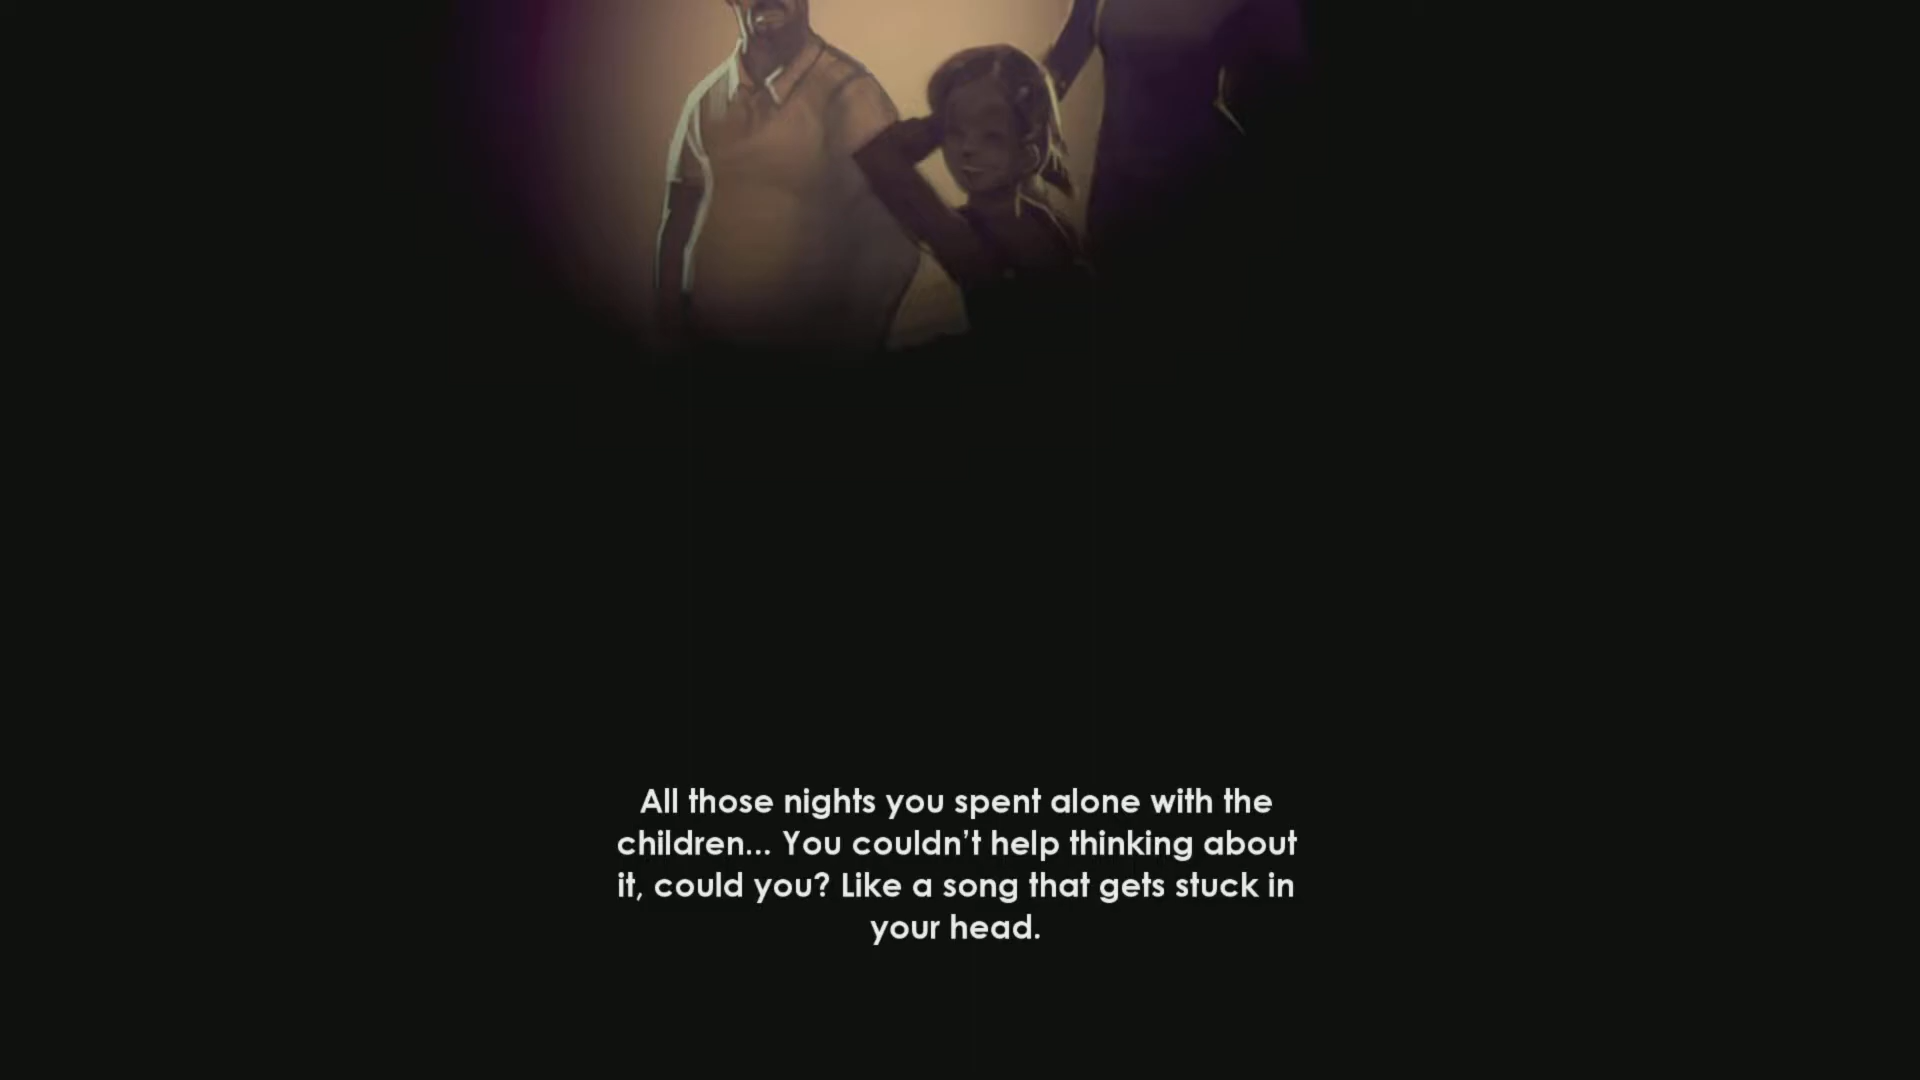 All those nights you spent alone with the
children... You couldn’t help thinking about
it, could you? Like a song that gets stuck in
your head.